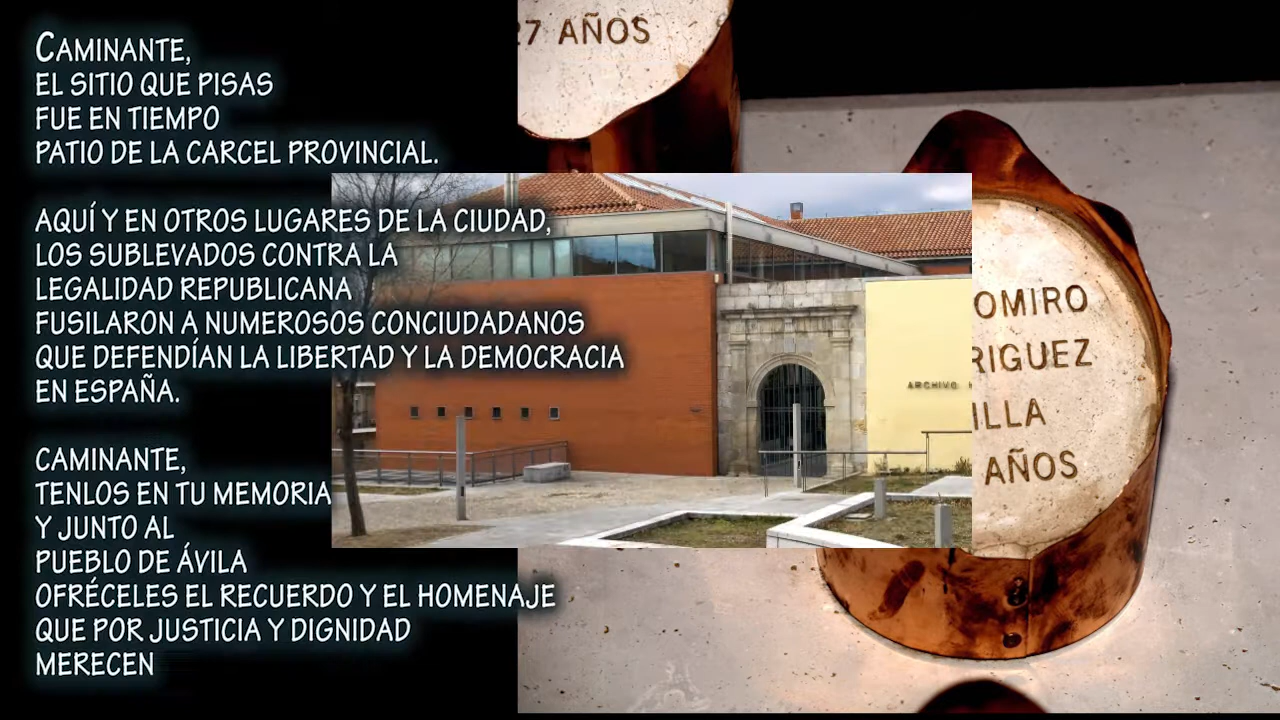 CAMINANTE,
EL SITIO QUE PISAS
FUE EN TIEMPO
PATIO DE LA CARCEL PROVINCIAL.
AQUÍ Y EN OTROS LUGARES DE LA CIUDAD,
LOS SUBLEVADOS CONTRA LA
LEGALIDAD REPUBLICANA
FUSILARON A NUMEROSOS CONCIUDADANOS
QUE DEFENDÍAN LA LIBERTAD Y LA DEMOCRACIA
EN ESPAÑA.
CAMINANTE,
TENLOS EN TU MEMORIA
Y JUNTO AL
PUEBLO DE ÁVILA
OFRÉCELES EL RECUERDO Y EL HOMENAJE
QUE POR JUSTICIA Y DIGNIDAD
MERECEN
27 AÑOS
ARCHIVO
OMIRO
RIGUEZ
ILLA
AÑOS